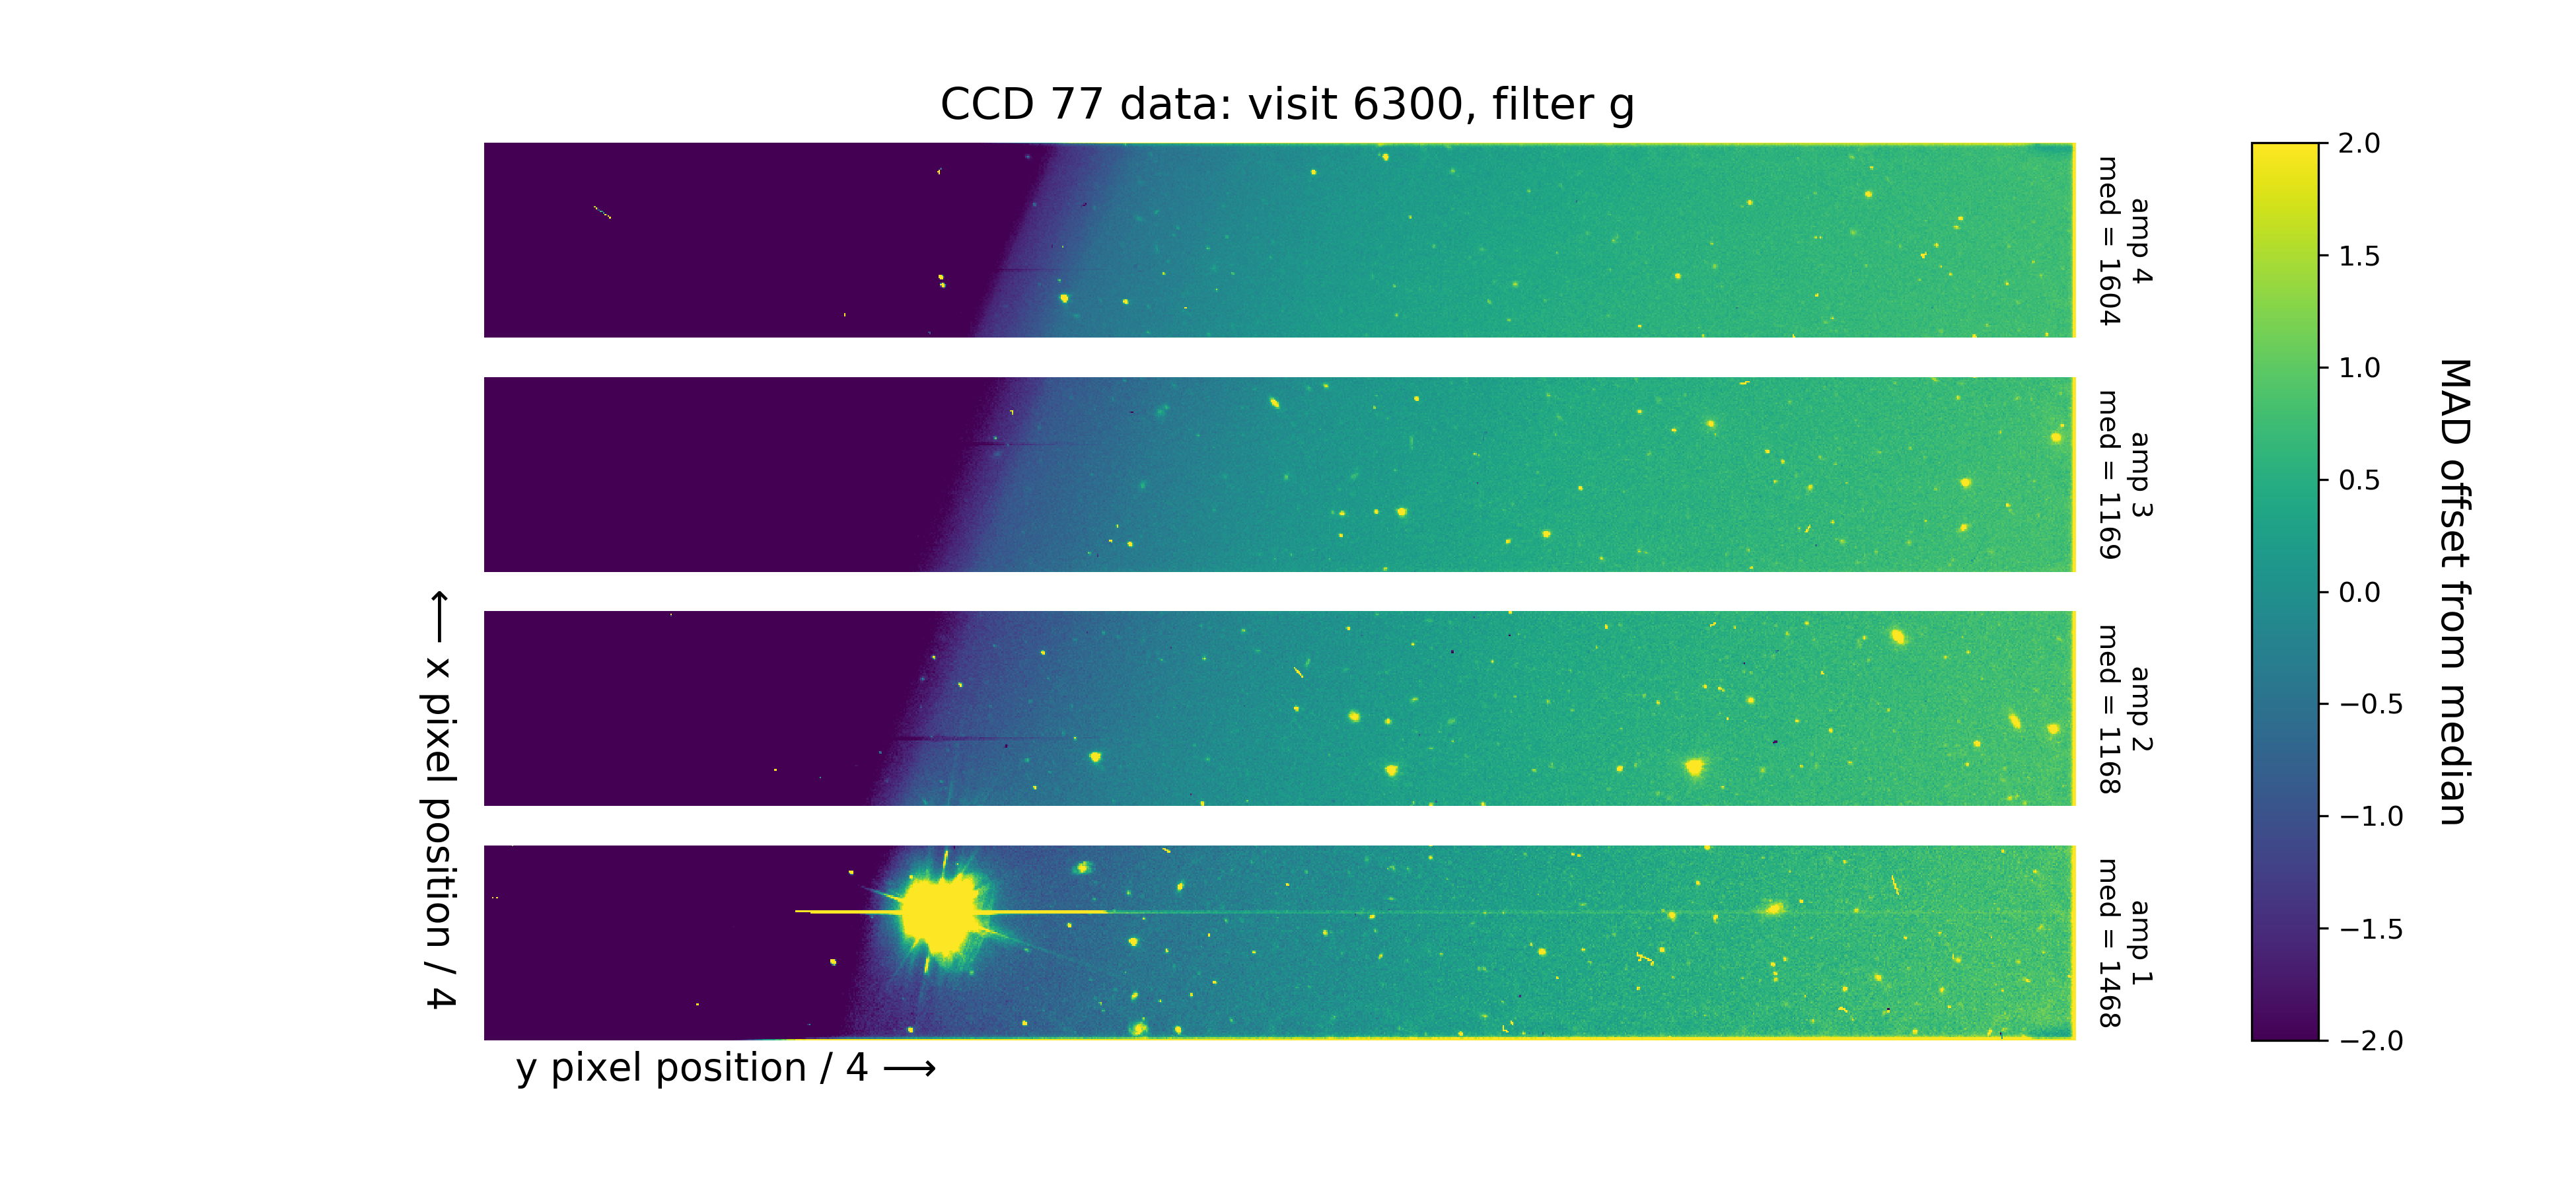 CCD 77 data: visit 6300, filter g
amp 4
med = 1604
amp 3
med = 1169
amp 2
med = 1168
amp 1
med = 1468
⟵ x pixel position / 4
y pixel position / 4 ⟶
2.0
1.5
1.0
0.5
0.0
−0.5
−1.0
−1.5
−2.0
MAD offset from median